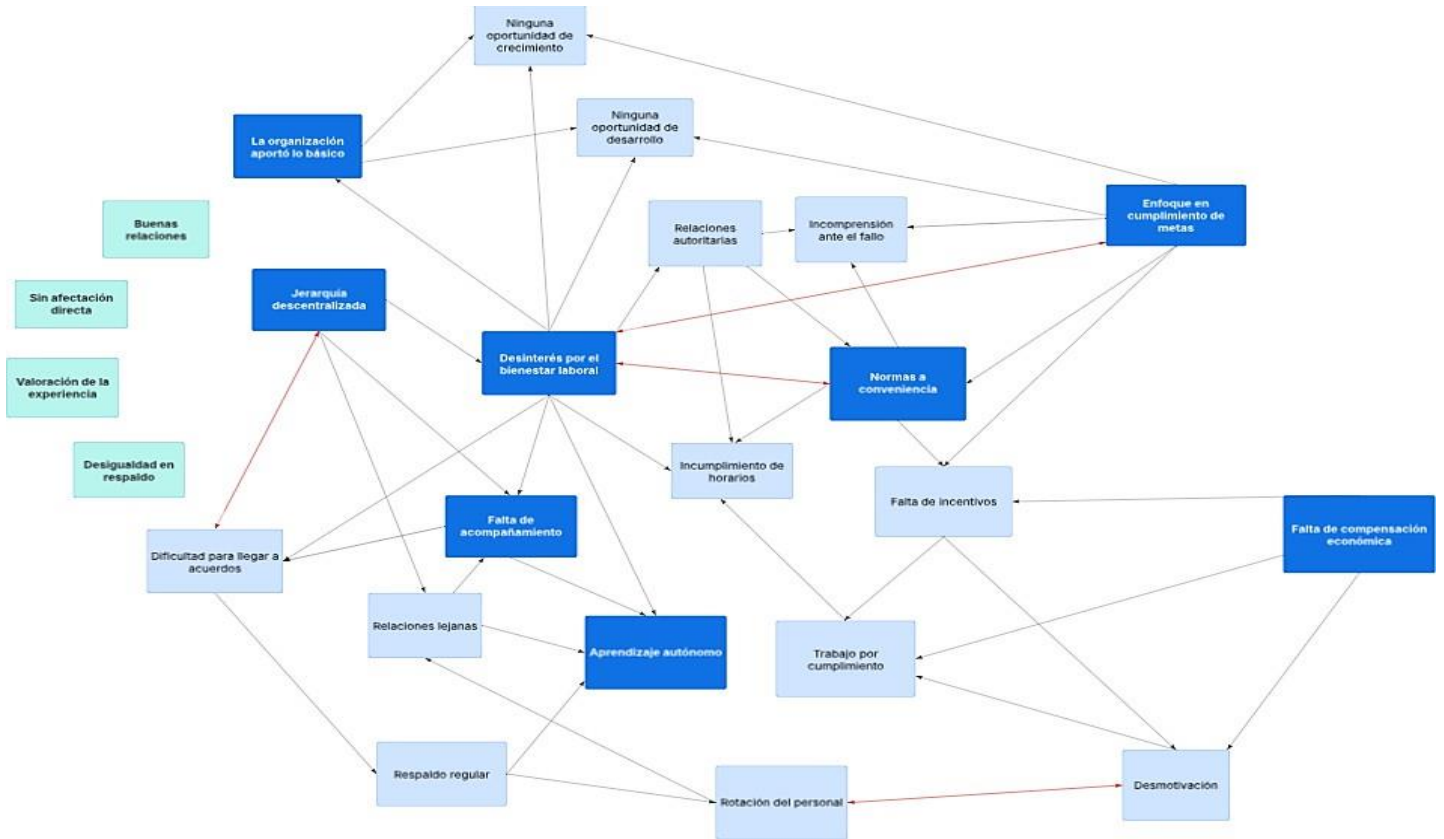 Ninguna
oportunidad de
crecimiento
Ninguna
oportunidad de
desarrollo
La organización
aportó lo básico
Enfoque en
cumplimiento de
metas
Buenas
relaciones
Relaciones
autoritarias
Incomprensión
ante el fallo
Sin afectación
directa
Jerarquía
descentralizada
Desinterés por el
bienestar laboral
Normas a
conveniencia
Valoración de la
experiencia
Desigualdad en
respaldo
Incumplimiento de
horarios
Falta de incentivos
Falta de
acompañamiento
Falta de compensación
económica
Dificultad para llegar a
acuerdos
Relaciones lejanas
Aprendizaje autónomo
Trabajo por
cumplimiento
Respaldo regular
Rotación del personal
Desmotivación